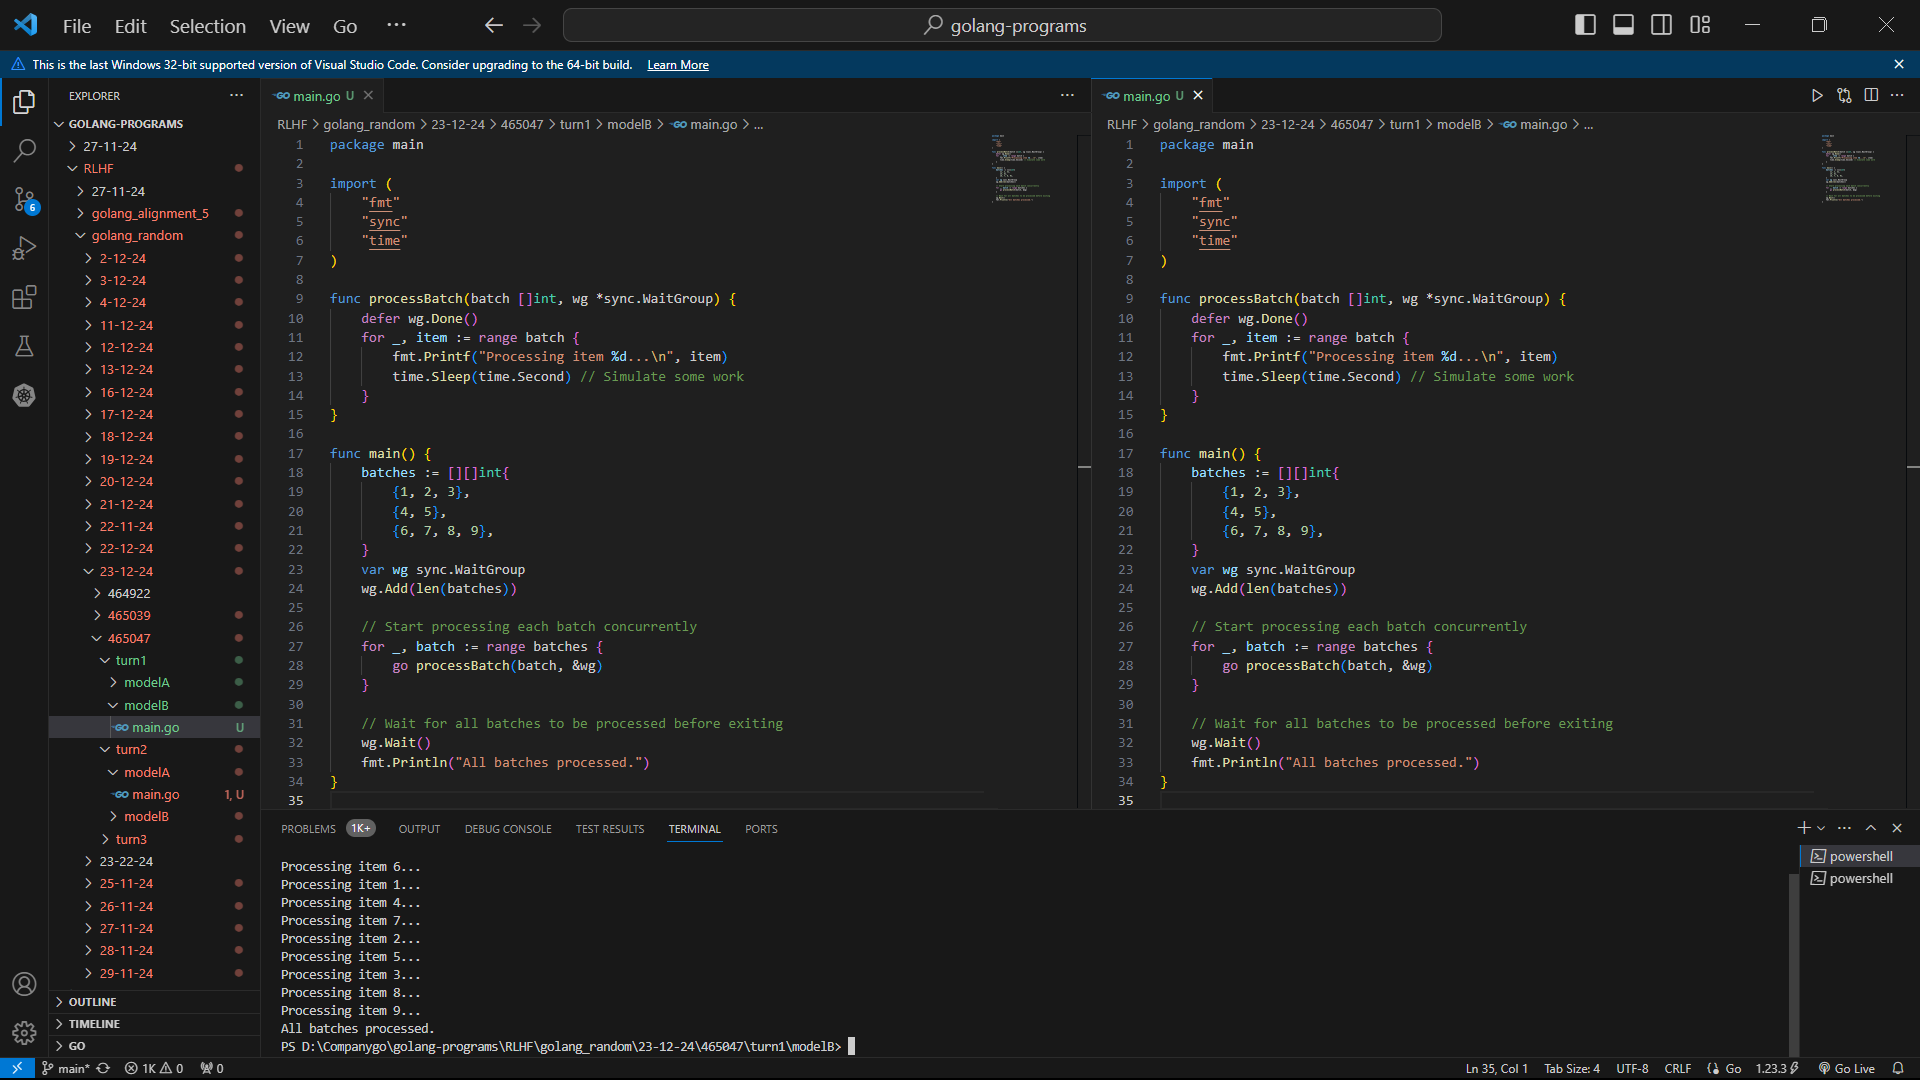 File Edit Selection View Go ··· golang-programs
This is the last Windows 32-bit supported version of Visual Studio Code. Consider upgrading to the 64-bit build. Learn More
EXPLORER ···
GOLANG-PROGRAMS
27-11-24
RLHF
27-11-24
golang_alignment_5
golang_random
2-12-24
3-12-24
4-12-24
11-12-24
12-12-24
13-12-24
16-12-24
17-12-24
18-12-24
19-12-24
20-12-24
21-12-24
22-11-24
22-12-24
23-12-24
464922
465039
465047
turn1
modelA
modelB
main.go U
turn2
modelA
main.go 1, U
modelB
turn3
23-22-24
25-11-24
26-11-24
27-11-24
28-11-24
29-11-24
OUTLINE
TIMELINE
GO
6
main.go U
RLHF > golang_random > 23-12-24 > 465047 > turn1 > modelB > main.go > ...
1 package main
2
3 import (
4 "fmt"
5 "sync"
6 "time"
7 )
8
9 func processBatch(batch []int, wg *sync.WaitGroup) {
10 defer wg.Done()
11 for _, item := range batch {
12 fmt.Printf("Processing item %d...\n", item)
13 time.Sleep(time.Second) // Simulate some work
14 }
15 }
16
17 func main() {
18 batches := [][]int{
19 {1, 2, 3},
20 {4, 5},
21 {6, 7, 8, 9},
22 }
23 var wg sync.WaitGroup
24 wg.Add(len(batches))
25
26 // Start processing each batch concurrently
27 for _, batch := range batches {
28 go processBatch(batch, &wg)
29 }
30
31 // Wait for all batches to be processed before exiting
32 wg.Wait()
33 fmt.Println("All batches processed.")
34 }
35
main.go U
RLHF > golang_random > 23-12-24 > 465047 > turn1 > modelB > main.go > ...
1 package main
2
3 import (
4 "fmt"
5 "sync"
6 "time"
7 )
8
9 func processBatch(batch []int, wg *sync.WaitGroup) {
10 defer wg.Done()
11 for _, item := range batch {
12 fmt.Printf("Processing item %d...\n", item)
13 time.Sleep(time.Second) // Simulate some work
14 }
15 }
16
17 func main() {
18 batches := [][]int{
19 {1, 2, 3},
20 {4, 5},
21 {6, 7, 8, 9},
22 }
23 var wg sync.WaitGroup
24 wg.Add(len(batches))
25
26 // Start processing each batch concurrently
27 for _, batch := range batches {
28 go processBatch(batch, &wg)
29 }
30
31 // Wait for all batches to be processed before exiting
32 wg.Wait()
33 fmt.Println("All batches processed.")
34 }
35
PROBLEMS 1K+ OUTPUT DEBUG CONSOLE TEST RESULTS TERMINAL PORTS
Processing item 6...
Processing item 1...
Processing item 4...
Processing item 7...
Processing item 2...
Processing item 5...
Processing item 3...
Processing item 8...
Processing item 9...
All batches processed.
PS D:\Companygo\golang-programs\RLHF\golang_random\23-12-24\465047\turn1\modelB>
powershell
powershell
main* 1K 0 0 Ln 35, Col 1 Tab Size: 4 UTF-8 CRLF Go 1.23.3 Go Live